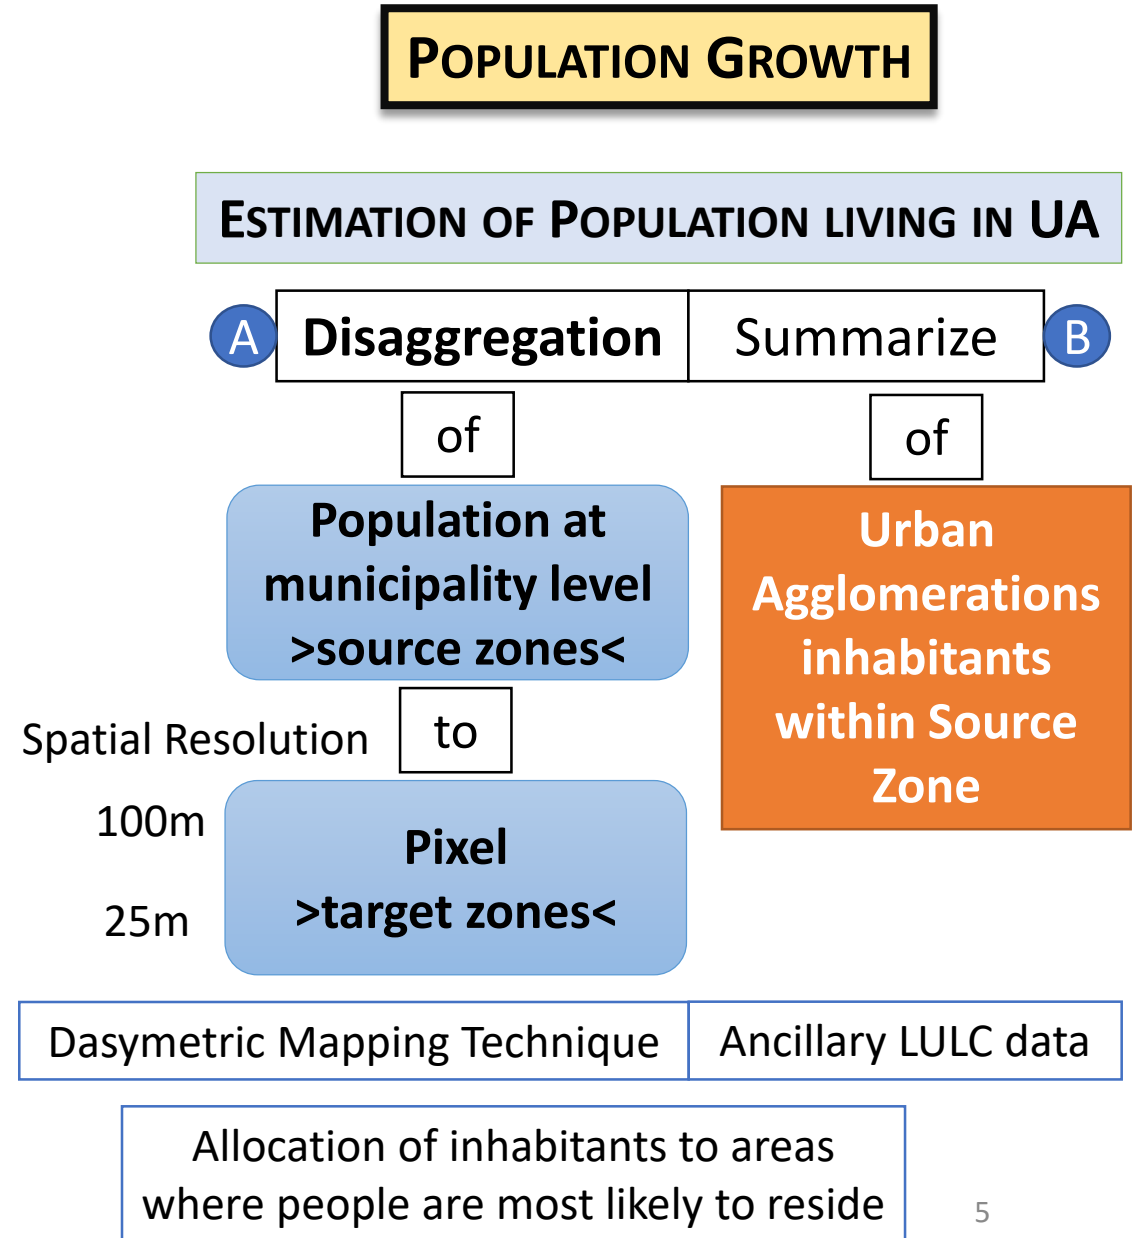 POPULATION GROWTH
ESTIMATION OF POPULATION LIVING IN UA
A Disaggregation Summarize B
of
of
Population at
municipality level
>source zones<
Urban
Agglomerations
inhabitants
within Source
Zone
Spatial Resolution
to
100m
25m
Pixel
>target zones<
Dasymetric Mapping Technique
Ancillary LULC data
Allocation of inhabitants to areas
where people are most likely to reside
5